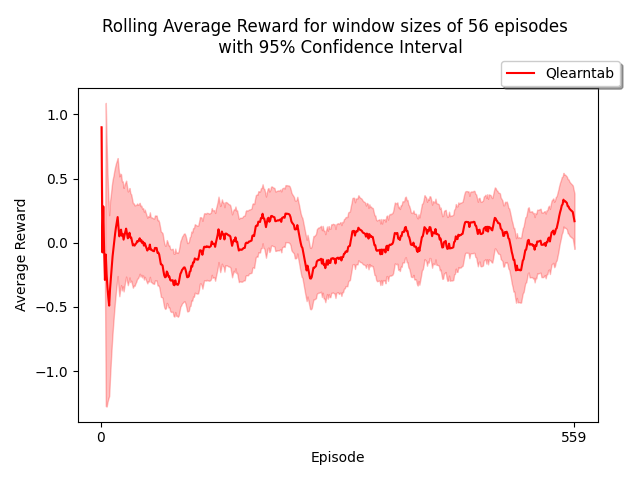 Rolling Average Reward for window sizes of 56 episodes
with 95% Confidence Interval
Qlearntab
1.0
0.5
0.0
−0.5
−1.0
Average Reward
0
559
Episode